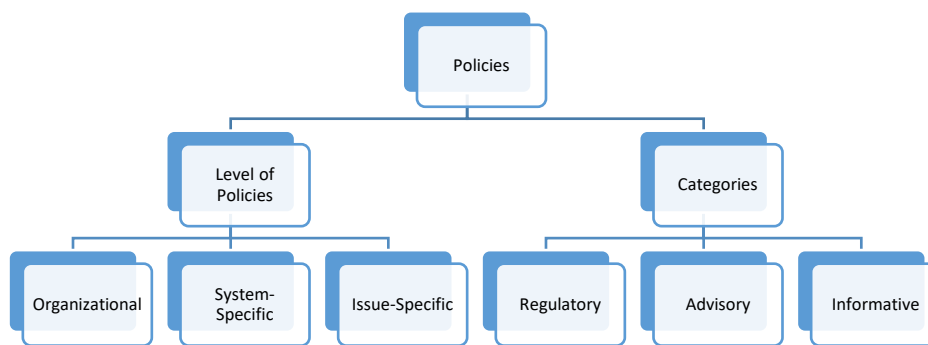 Policies
Level of
Policies
Categories
Organizational
System-
Specific
Issue-Specific
Regulatory
Advisory
Informative